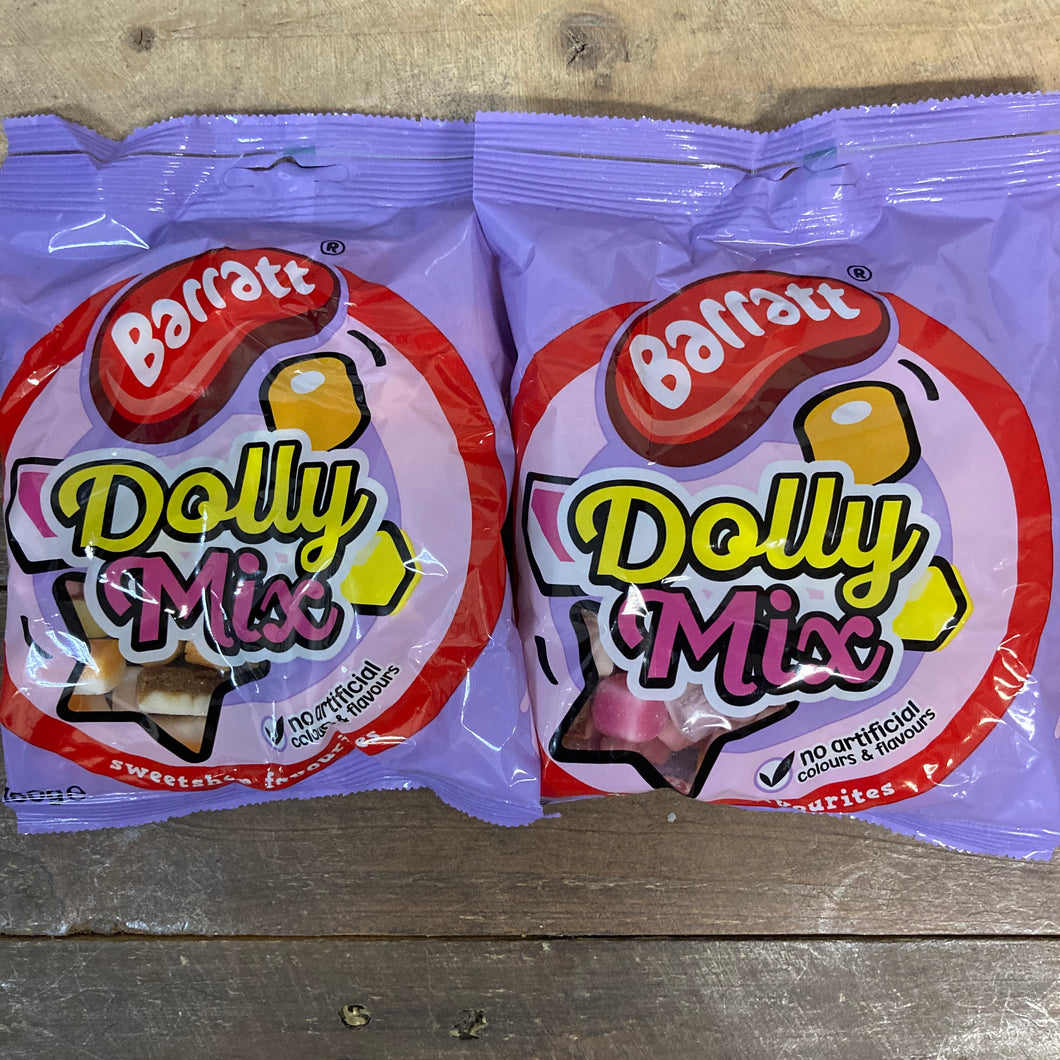 Barratt®
Dolly
Mix
no artificial
colours & flavours
sweetshop favourites
Barratt®
Dolly
Mix
no artificial
colours & flavours
favourites